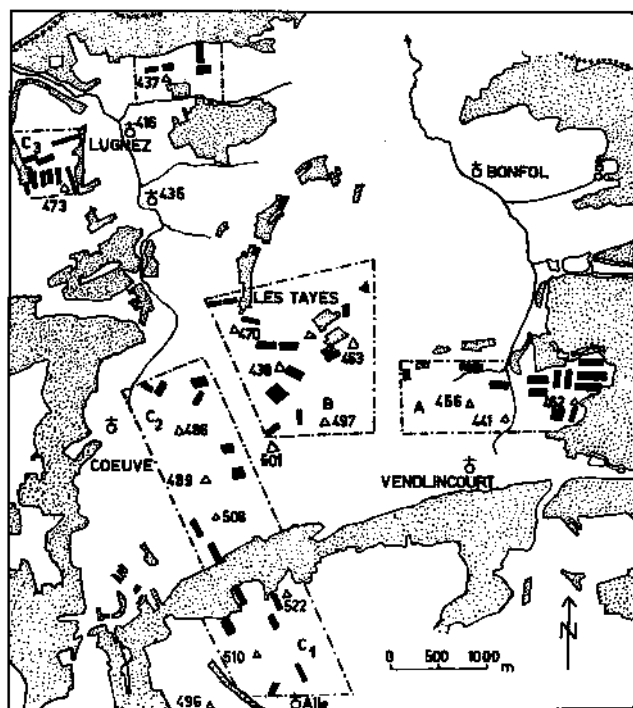 437
416
C3
LUGNEZ
BONFOL
473
436
LES TAYES
470
463
438
B
A
456
462
C2
486
497
441
COEUVE
501
VENDLINCOURT
489
508
522
C1
510
0 500 1000
m
N
496
Alle